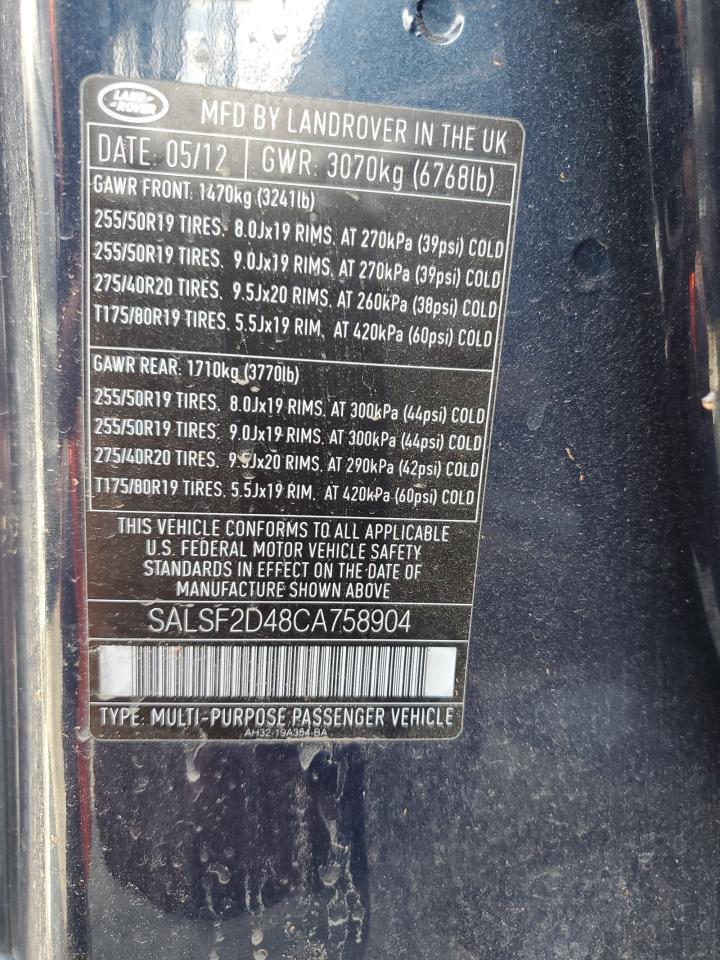 LAND
ROVER
MFD BY LANDROVER IN THE UK
DATE: 05/12 GWR: 3070kg (6768lb)
GAWR FRONT: 1470kg (3241lb)
255/50R19 TIRES, 8.0Jx19 RIMS, AT 270kPa (39psi) COLD
255/50R19 TIRES, 9.0Jx19 RIMS, AT 270kPa (39psi) COLD
275/40R20 TIRES, 9.5Jx20 RIMS, AT 260kPa (38psi) COLD
T175/80R19 TIRES, 5.5Jx19 RIM, AT 420kPa (60psi) COLD
GAWR REAR: 1710kg (3770lb)
255/50R19 TIRES, 8.0Jx19 RIMS, AT 300kPa (44psi) COLD
255/50R19 TIRES, 9.0Jx19 RIMS, AT 300kPa (44psi) COLD
275/40R20 TIRES, 9.5Jx20 RIMS, AT 290kPa (42psi) COLD
T175/80R19 TIRES, 5.5Jx19 RIM, AT 420kPa (60psi) COLD
THIS VEHICLE CONFORMS TO ALL APPLICABLE
U.S. FEDERAL MOTOR VEHICLE SAFETY
STANDARDS IN EFFECT ON THE DATE OF
MANUFACTURE SHOWN ABOVE
SALSF2D48CA758904
TYPE: MULTI-PURPOSE PASSENGER VEHICLE
AH32-19A354-BA